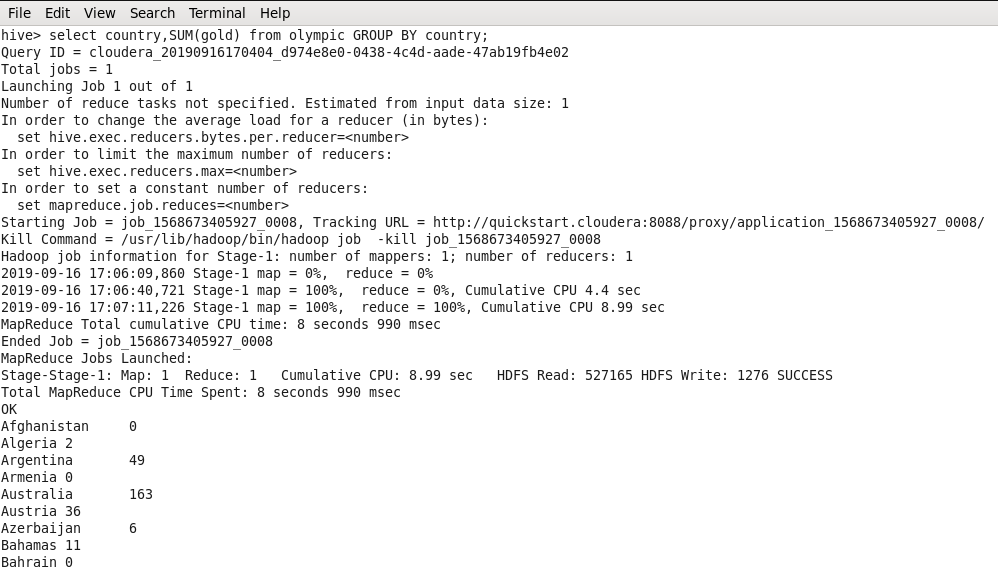 File Edit View Search Terminal Help
hive> select country,SUM(gold) from olympic GROUP BY country;
Query ID = cloudera_20190916170404_d974e8e0-0438-4c4d-aade-47ab19fb4e02
Total jobs = 1
Launching Job 1 out of 1
Number of reduce tasks not specified. Estimated from input data size: 1
In order to change the average load for a reducer (in bytes):
  set hive.exec.reducers.bytes.per.reducer=<number>
In order to limit the maximum number of reducers:
  set hive.exec.reducers.max=<number>
In order to set a constant number of reducers:
  set mapreduce.job.reduces=<number>
Starting Job = job_1568673405927_0008, Tracking URL = http://quickstart.cloudera:8088/proxy/application_1568673405927_0008/
Kill Command = /usr/lib/hadoop/bin/hadoop job  -kill job_1568673405927_0008
Hadoop job information for Stage-1: number of mappers: 1; number of reducers: 1
2019-09-16 17:06:09,860 Stage-1 map = 0%,  reduce = 0%
2019-09-16 17:06:40,721 Stage-1 map = 100%,  reduce = 0%, Cumulative CPU 4.4 sec
2019-09-16 17:07:11,226 Stage-1 map = 100%,  reduce = 100%, Cumulative CPU 8.99 sec
MapReduce Total cumulative CPU time: 8 seconds 990 msec
Ended Job = job_1568673405927_0008
MapReduce Jobs Launched:
Stage-Stage-1: Map: 1  Reduce: 1   Cumulative CPU: 8.99 sec   HDFS Read: 527165 HDFS Write: 1276 SUCCESS
Total MapReduce CPU Time Spent: 8 seconds 990 msec
OK
Afghanistan     0
Algeria 2
Argentina       49
Armenia 0
Australia       163
Austria 36
Azerbaijan      6
Bahamas 11
Bahrain 0